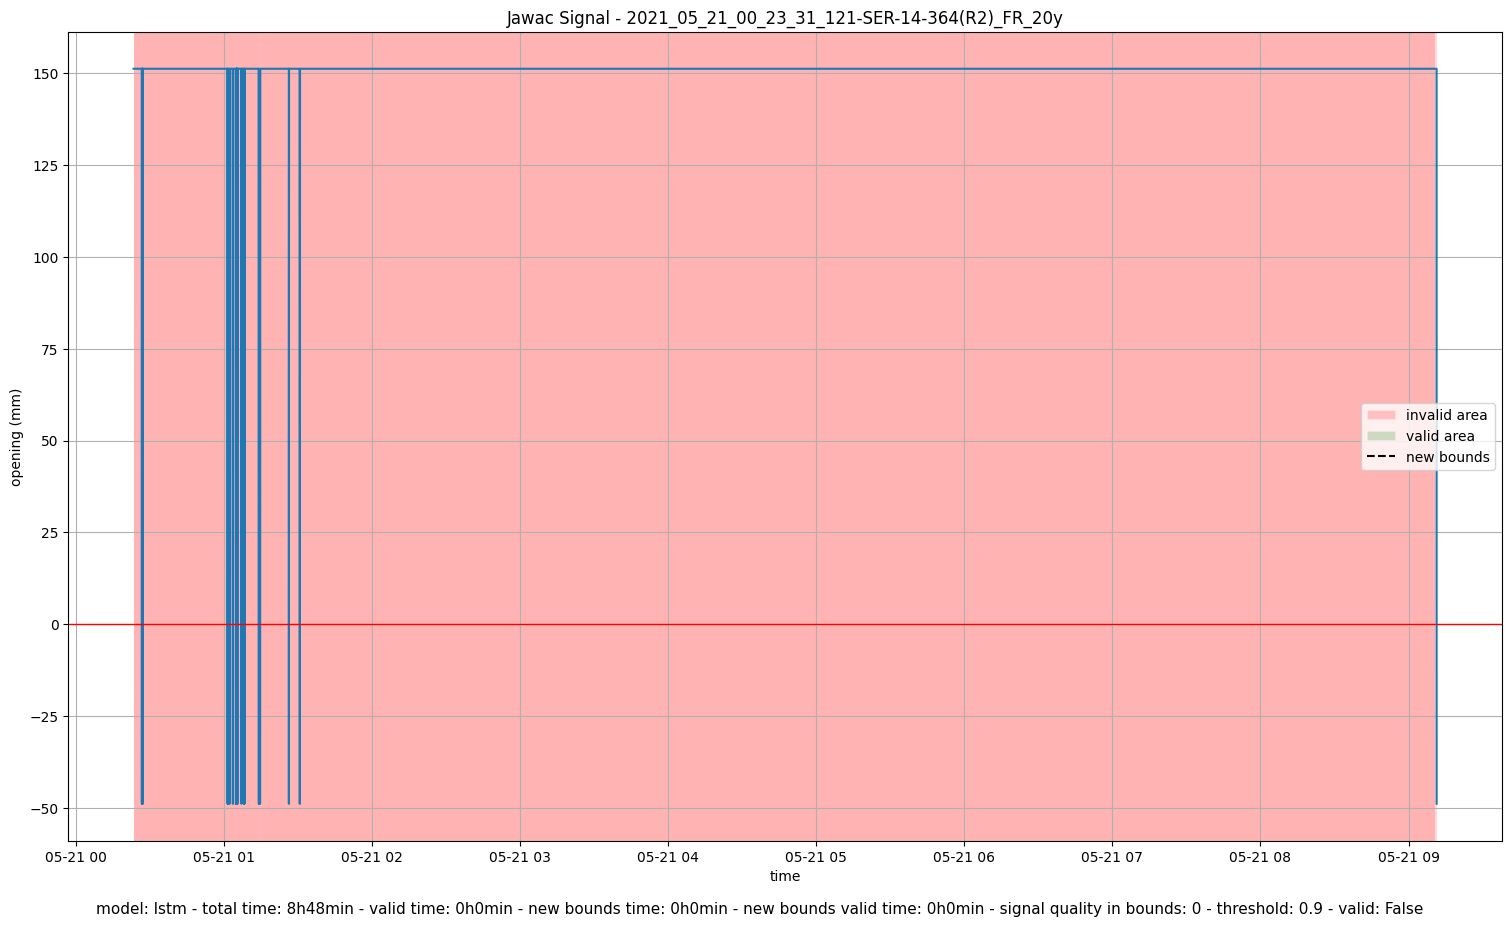 Jawac Signal - 2021_05_21_00_23_31_121-SER-14-364(R2)_FR_20y
150
125
100
75
50
25
0
−25
−50
opening (mm)
invalid area
valid area
new bounds
05-21 00
05-21 01
05-21 02
05-21 03
05-21 04
05-21 05
05-21 06
05-21 07
05-21 08
05-21 09
time
model: lstm - total time: 8h48min - valid time: 0h0min - new bounds time: 0h0min - new bounds valid time: 0h0min - signal quality in bounds: 0 - threshold: 0.9 - valid: False